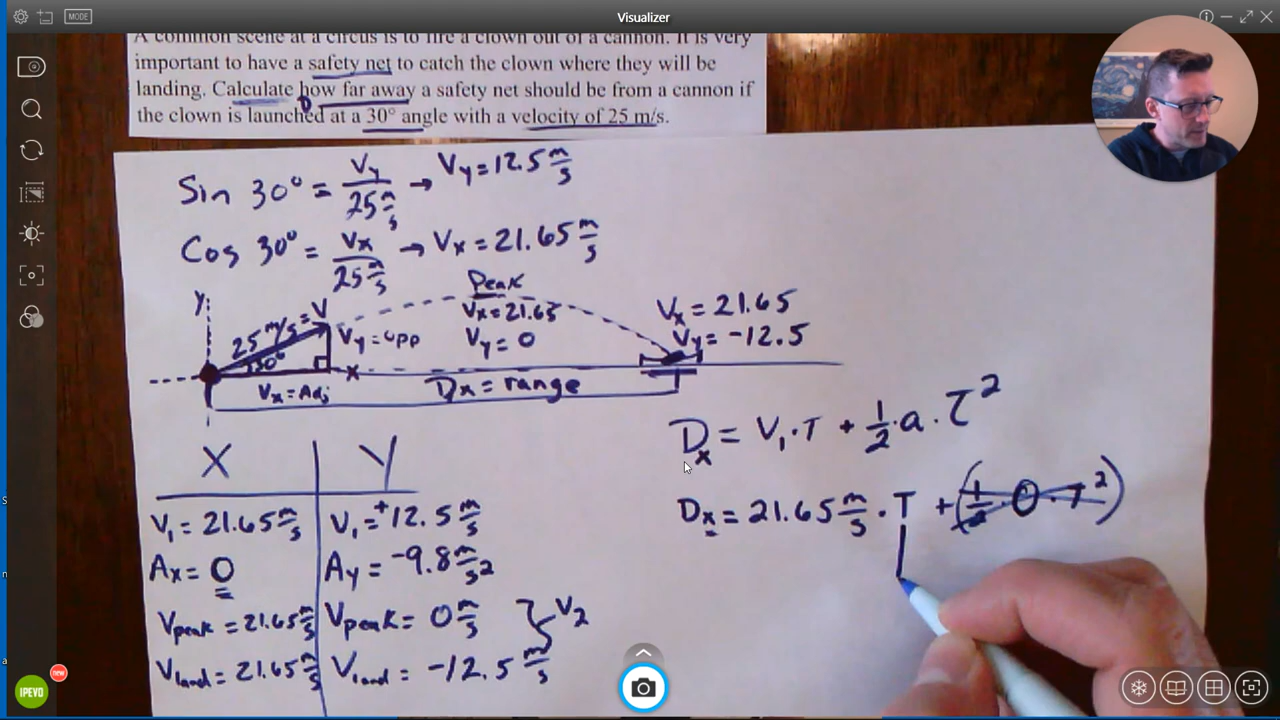 MODE
Visualizer
A common scene at a circus is to fire a clown out of a cannon. It is very
important to have a safety net to catch the clown where they will be
landing. Calculate how far away a safety net should be from a cannon if
the clown is launched at a 30° angle with a velocity of 25 m/s.
Sin 30° = Vy/25 m/s → Vy = 12.5 m/s
Cos 30° = Vx/25 m/s → Vx = 21.65 m/s
Y
Peak
Vx = 21.65
Vy = 0
25 m/s = V
30°
Vy = opp
Vx = Adj
X
Dx = range
Vx = 21.65
Vy = -12.5
X Y
V1 = 21.65 m/s V1 = +12.5 m/s
Ax = 0 Ay = -9.8 m/s2
Vpeak = 21.65 m/s Vpeak = 0 m/s
Vland = 21.65 m/s Vland = -12.5 m/s
} V2
Dx = V1·T + 1/2·a·T²
Dx = 21.65 m/s · T + (1/2·0·T²)
new
IPEVO